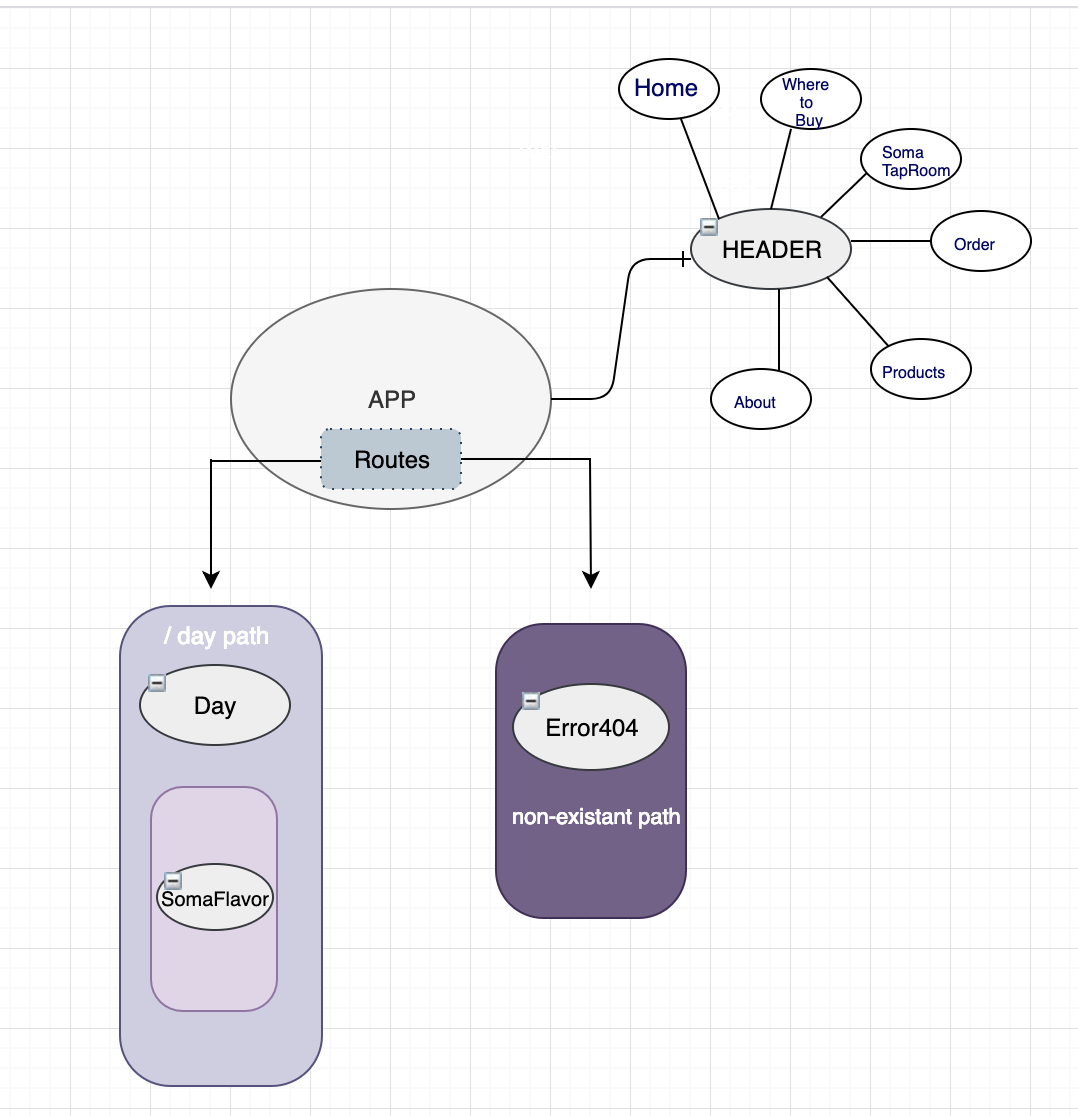 Home
Where
to
Buy
Soma
TapRoom
HEADER
Order
Products
About
APP
Routes
/ day path
Day
SomaFlavor
Error404
non-existant path